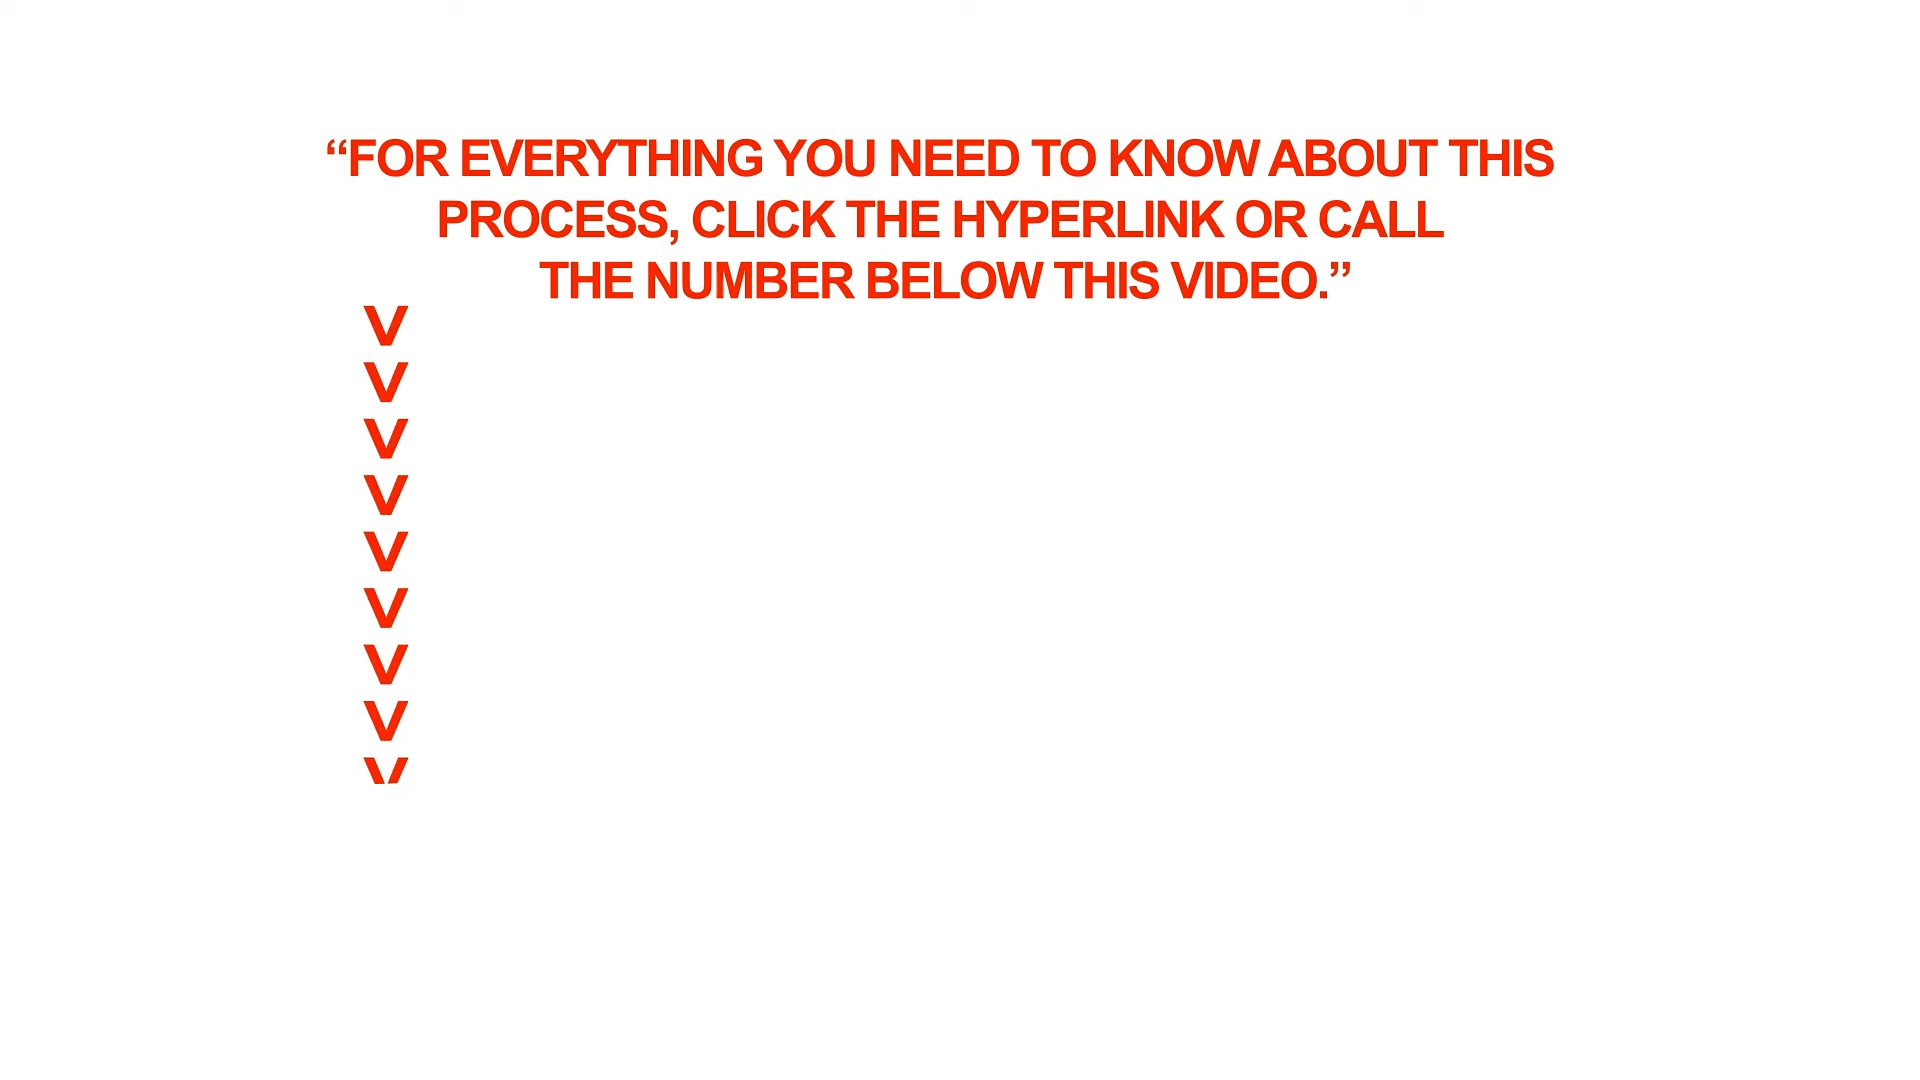 “FOR EVERYTHING YOU NEED TO KNOW ABOUT THIS
PROCESS, CLICK THE HYPERLINK OR CALL
THE NUMBER BELOW THIS VIDEO.”
V
V
V
V
V
V
V
V
V